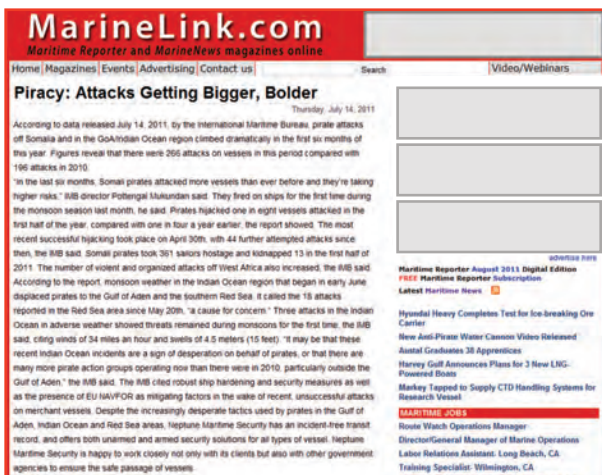 MarineLink.com
Maritime Reporter and MarineNews magazines online
Home Magazines Events Advertising Contact us Search Video/Webinars
Piracy: Attacks Getting Bigger, Bolder
Thursday, July 14, 2011
According to data released July 14, 2011, by the International Maritime Bureau, pirate attacks
off Somalia and in the GoA/Indian Ocean region climbed dramatically in the first six months of
this year. Figures reveal that there were 266 attacks on vessels in this period compared with
196 attacks in 2010.
"In the last six months, Somali pirates attacked more vessels than ever before and they're taking
higher risks," IMB director Pottengal Mukundan said. They fired on ships for the first time during
the monsoon season last month, he said. Pirates hijacked one in eight vessels attacked in the
first half of the year, compared with one in four a year earlier, the report showed. The most
recent successful hijacking took place on April 30th, with 44 further attempted attacks since
then, the IMB said. Somali pirates took 361 sailors hostage and kidnapped 13 in the first half of
2011. The number of violent and organized attacks off West Africa also increased, the IMB said.
According to the report, monsoon weather in the Indian Ocean region that began in early June
displaced pirates to the Gulf of Aden and the southern Red Sea. It called the 18 attacks
reported in the Red Sea area since May 20th, "a cause for concern." Three attacks in the Indian
Ocean in adverse weather showed threats remained during monsoons for the first time, the IMB
said, citing winds of 34 miles an hour and swells of 4.5 meters (15 feet). "It may be that these
recent Indian Ocean incidents are a sign of desperation on behalf of pirates, or that there are
many more pirate action groups operating now than there were in 2010, particularly outside the
Gulf of Aden," the IMB said. The IMB cited robust ship hardening and security measures as well
as the presence of EU NAVFOR as mitigating factors in the wake of recent, unsuccessful attacks
on merchant vessels. Despite the increasingly desperate tactics used by pirates in the Gulf of
Aden, Indian Ocean and Red Sea areas, Neptune Maritime Security has an incident-free transit
record, and offers both unarmed and armed security solutions for all types of vessel. Neptune
Maritime Security is happy to work closely not only with its clients but also with other government
agencies to ensure the safe passage of vessels.
advertise here
Maritime Reporter August 2011 Digital Edition
FREE Maritime Reporter Subscription
Latest Maritime News
Hyundai Heavy Completes Test for Ice-breaking Ore
Carrier
New Anti-Pirate Water Cannon Video Released
Austal Graduates 38 Apprentices
Harvey Gulf Announces Plans for 3 New LNG-
Powered Boats
Markey Tapped to Supply CTD Handling Systems for
Research Vessel
MARITIME JOBS
Route Watch Operations Manager
Director/General Manager of Marine Operations
Labor Relations Assistant- Long Beach, CA
Training Specialist- Wilmington, CA